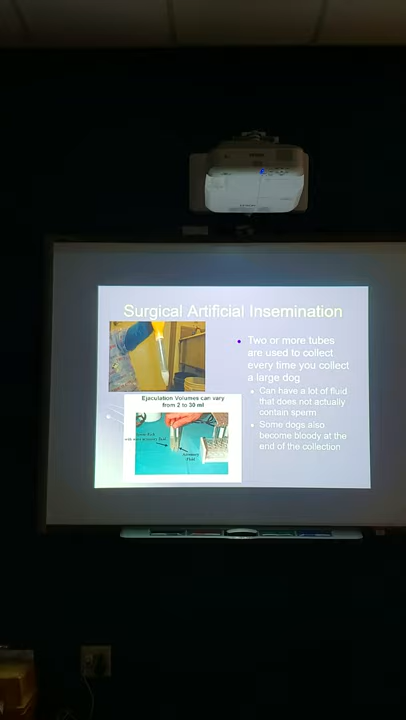 Surgical Artificial Insemination
Two or more tubes
are used to collect
every time you collect
a large dog
Can have a lot of fluid
that does not actually
contain sperm
Some dogs also
become bloody at the
end of the collection
Ejaculation Volumes can vary
from 2 to 30 ml
Fluid